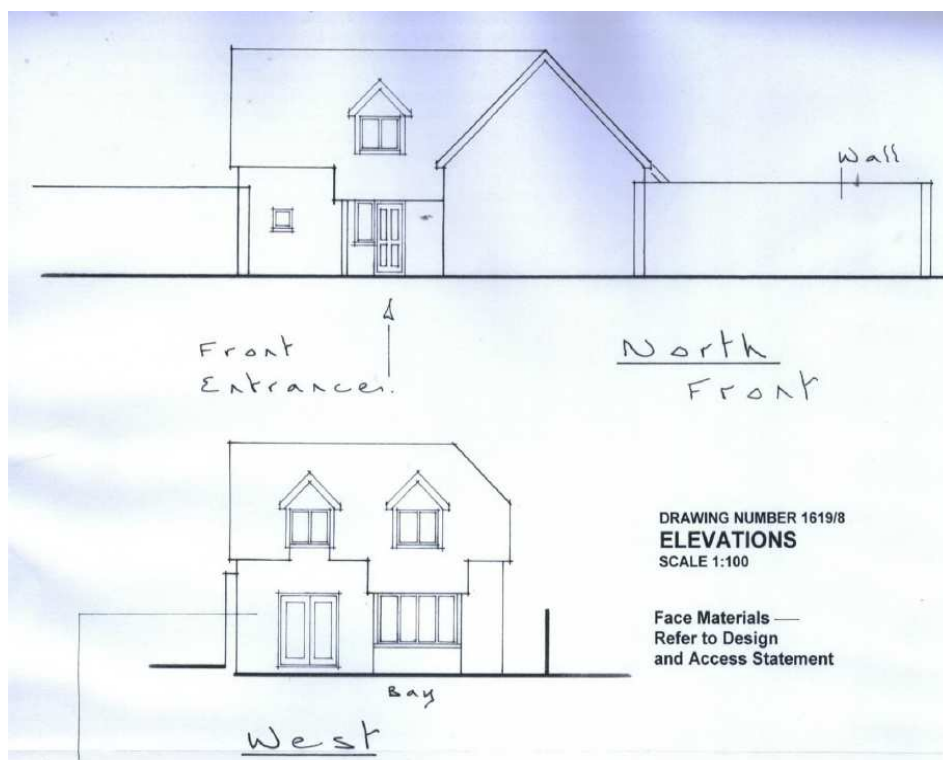 Wall
Front
Entrance.
North
Front
DRAWING NUMBER 1619/8
ELEVATIONS
SCALE 1:100
Face Materials —
Refer to Design
and Access Statement
Bay
West